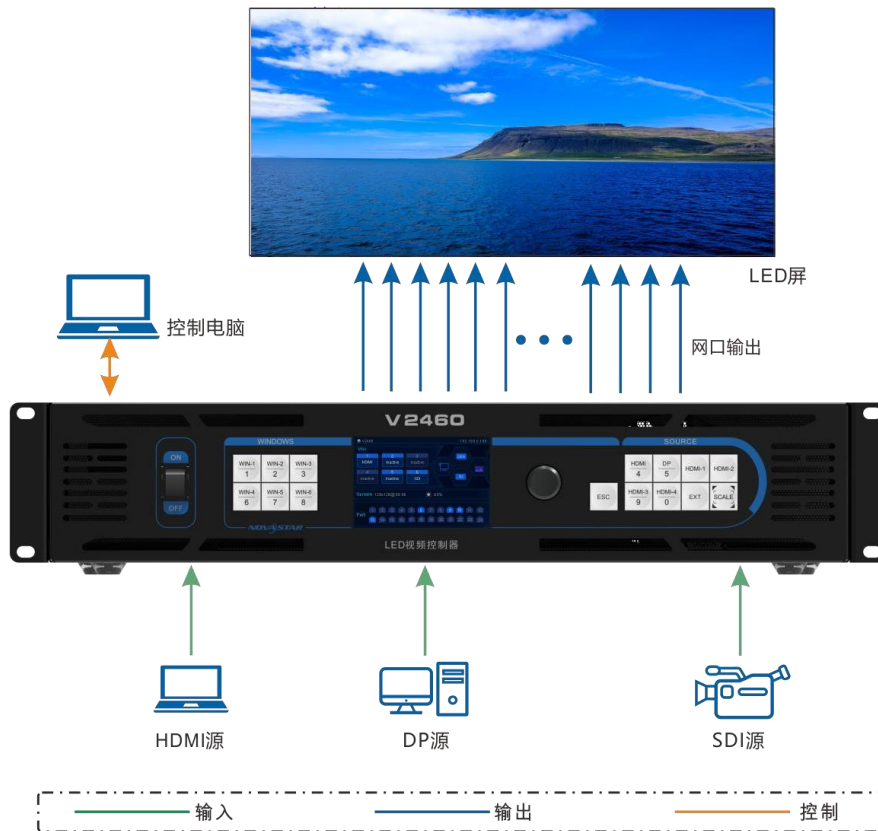 LED屏
控制电脑
网口输出
V2460
WINDOWS
SOURCE
ON
OFF
WIN-1
1
WIN-2
2
WIN-3
3
WIN-4
6
WIN-5
7
WIN-6
8
HDMI
4
DP
5
HDMI-1
HDMI-2
ESC
HDMI-3
9
HDMI-4
0
EXT
SCALE
NOVASTAR
LED视频控制器
HDMI源
DP源
SDI源
输入
输出
控制